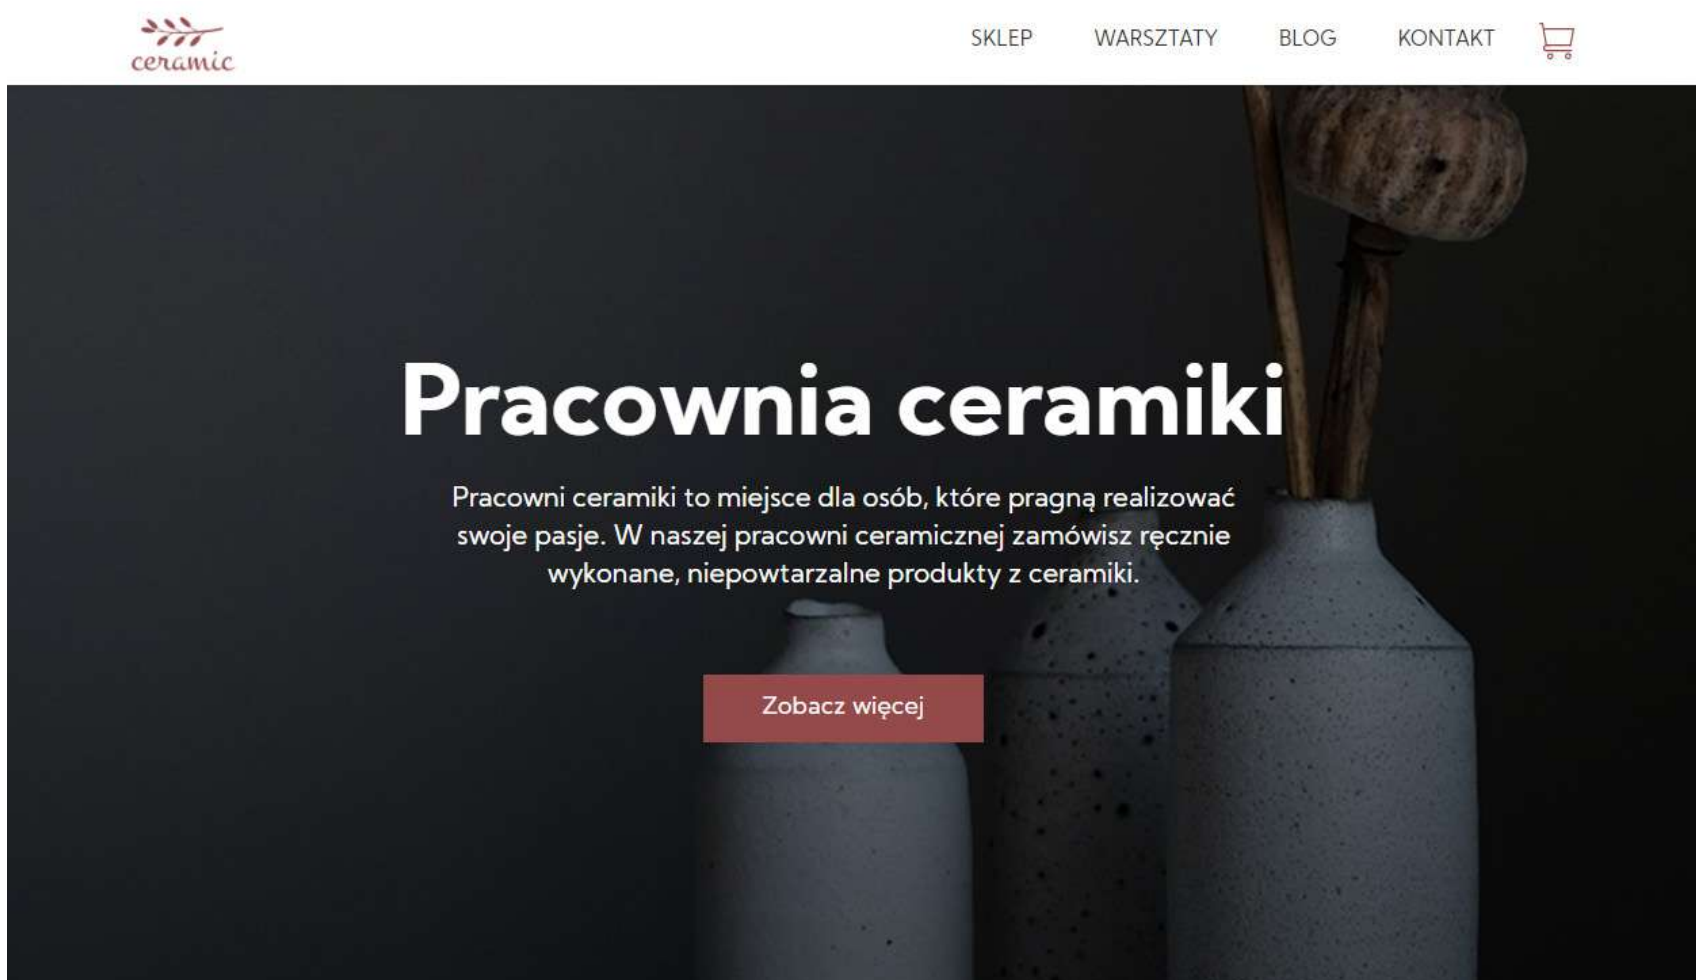 ceramic
SKLEP WARSZTATY BLOG KONTAKT
Pracownia ceramiki
Pracowni ceramiki to miejsce dla osób, które pragną realizować
swoje pasje. W naszej pracowni ceramicznej zamówisz ręcznie
wykonane, niepowtarzalne produkty z ceramiki.
Zobacz więcej